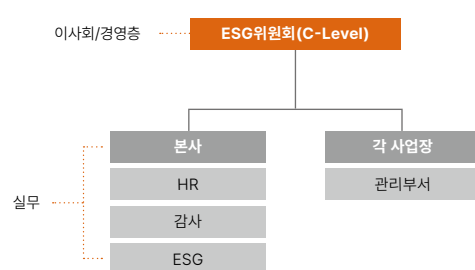 이사회/경영층
ESG위원회(C-Level)
본사
각 사업장
HR
관리부서
실무
감사
ESG